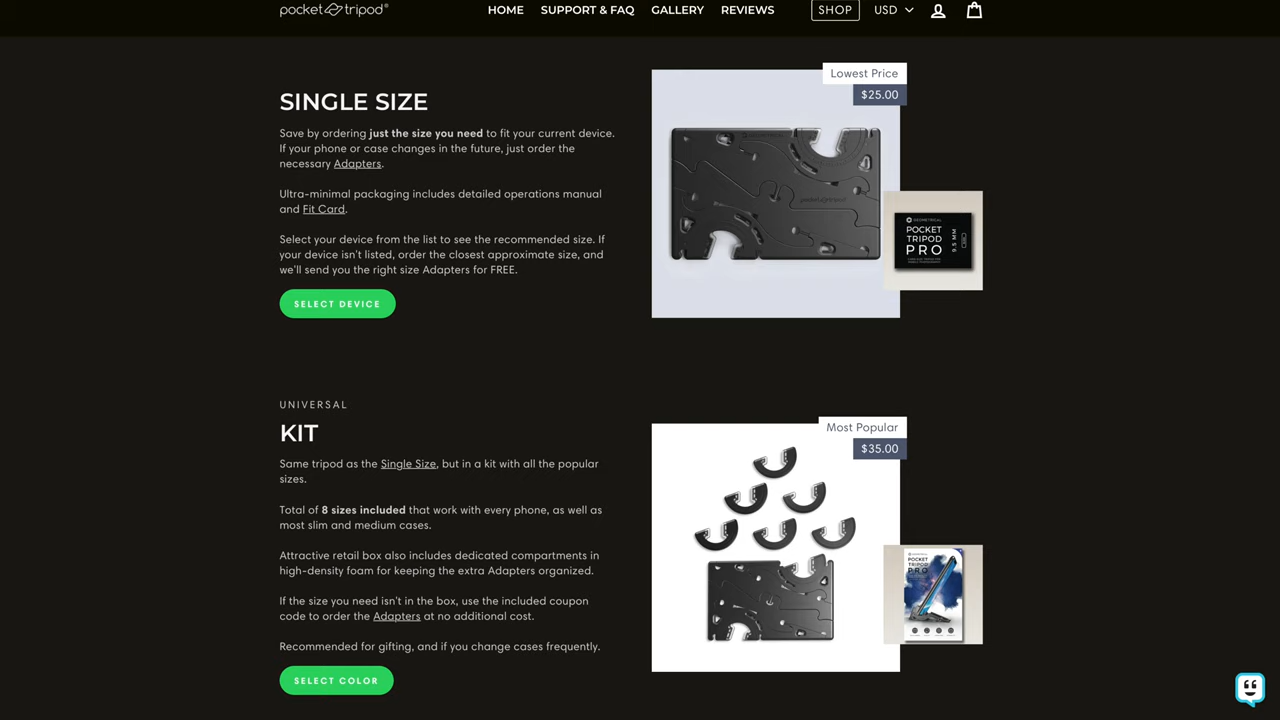 pocket tripod®
HOME
SUPPORT & FAQ
GALLERY
REVIEWS
SHOP
USD
Lowest Price
$25.00
SINGLE SIZE
Save by ordering just the size you need to fit your current device.
If your phone or case changes in the future, just order the
necessary Adapters.
Ultra-minimal packaging includes detailed operations manual
and Fit Card.
Select your device from the list to see the recommended size. If
your device isn't listed, order the closest approximate size, and
we'll send you the right size Adapters for FREE.
SELECT DEVICE
GEOMETRICAL
POCKET
TRIPOD
PRO
9.5 MM
UNIVERSAL
KIT
Most Popular
$35.00
Same tripod as the Single Size, but in a kit with all the popular
sizes.
Total of 8 sizes included that work with every phone, as well as
most slim and medium cases.
Attractive retail box also includes dedicated compartments in
high-density foam for keeping the extra Adapters organized.
If the size you need isn't in the box, use the included coupon
code to order the Adapters at no additional cost.
Recommended for gifting, and if you change cases frequently.
SELECT COLOR
GEOMETRICAL
POCKET
TRIPOD
PRO